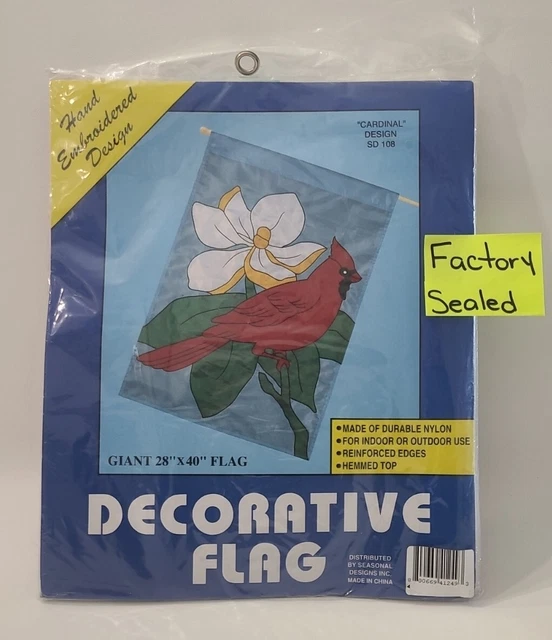 Hand
Embroidered
Design
"CARDINAL"
DESIGN
SD 108
Factory
Sealed
•MADE OF DURABLE NYLON
•FOR INDOOR OR OUTDOOR USE
•REINFORCED EDGES
•HEMMED TOP
GIANT 28"X40" FLAG
DECORATIVE
FLAG
DISTRIBUTED
BY SEASONAL
DESIGNS INC.
MADE IN CHINA